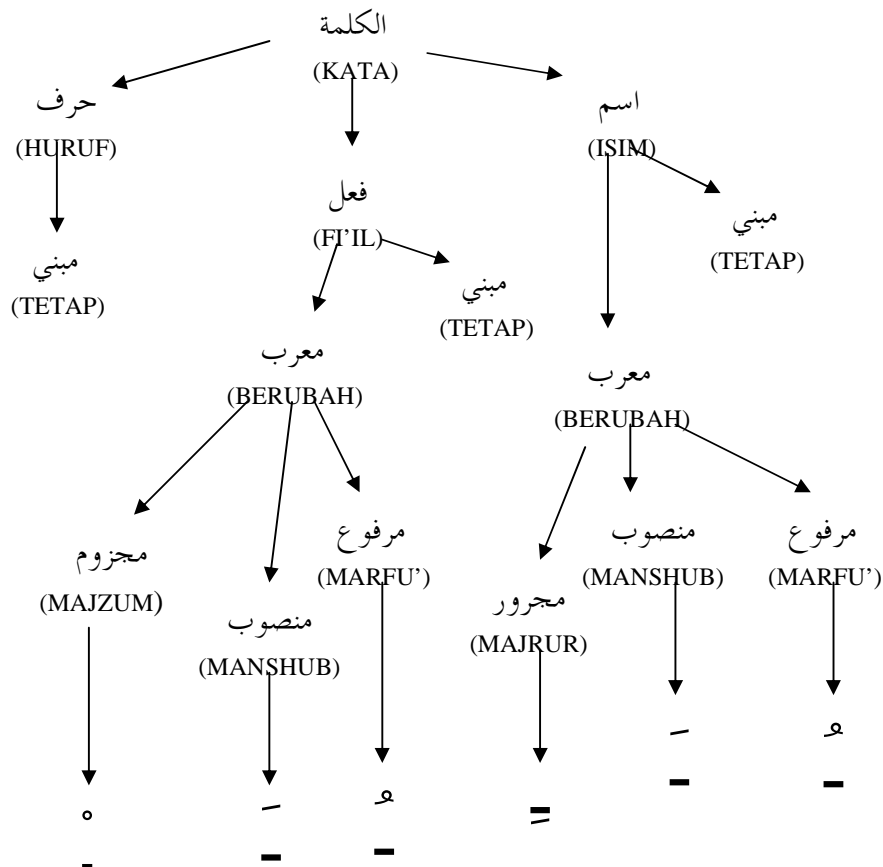 الكلمة
(KATA)
حرف
(HURUF)
اسم
(ISIM)
فعل
(FI’IL)
مبني
(TETAP)
مبني
(TETAP)
مبني
(TETAP)
معرب
(BERUBAH)
معرب
(BERUBAH)
مجزوم
(MAJZUM)
منصوب
(MANSHUB)
مرفوع
(MARFU’)
مجرور
(MAJRUR)
منصوب
(MANSHUB)
مرفوع
(MARFU’)
ـْ
ـَ
ـُ
ـِ
ـَ
ـُ